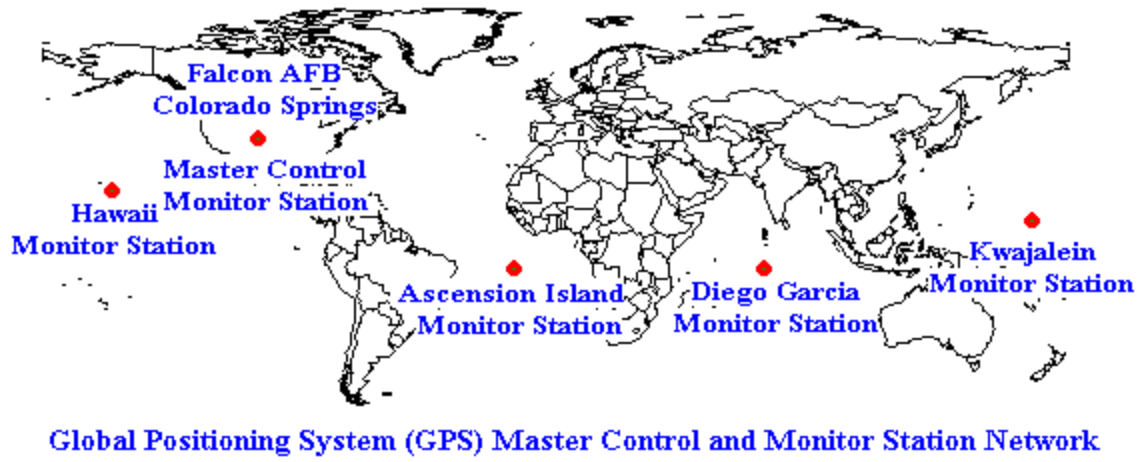 Falcon AFB
Colorado Springs
Master Control
Monitor Station
Hawaii
Monitor Station
Ascension Island
Monitor Station
Diego Garcia
Monitor Station
Kwajalein
Monitor Station
Global Positioning System (GPS) Master Control and Monitor Station Network